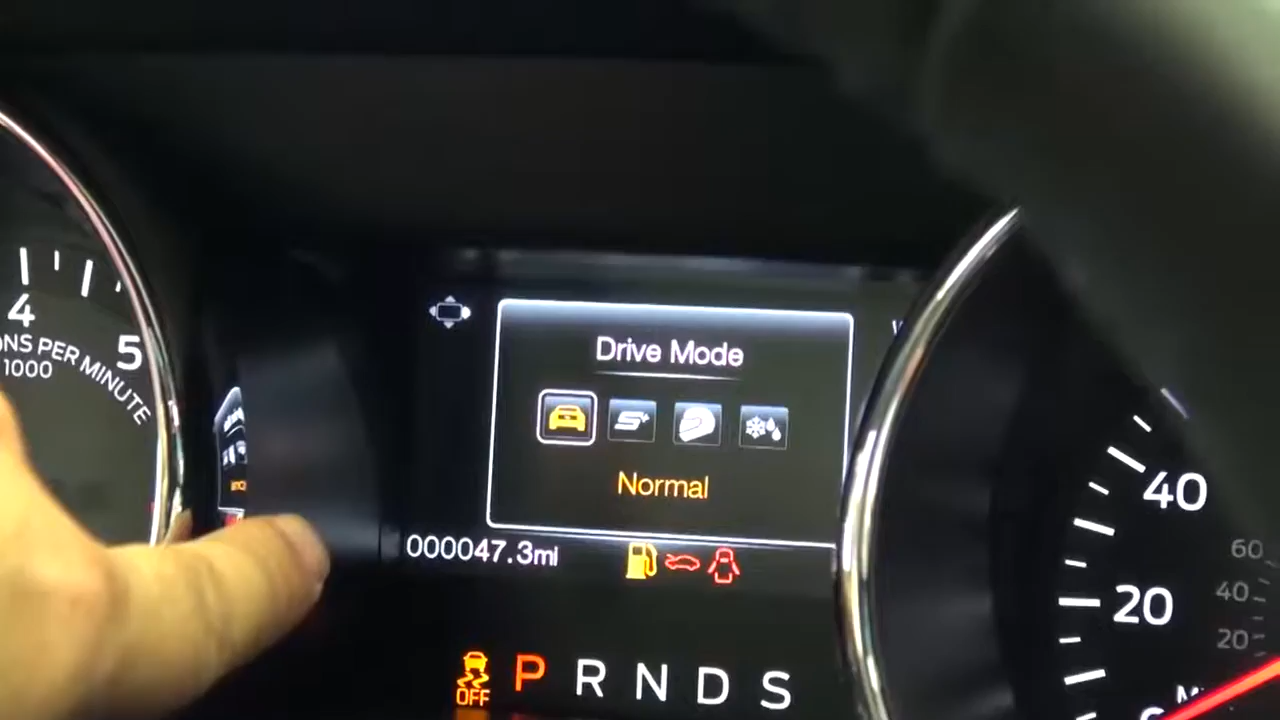 4
5
ONS PER MINUTE
1000
Drive Mode
Normal
000047.3mi
OFF
P R N D S
40
20
60
40
20